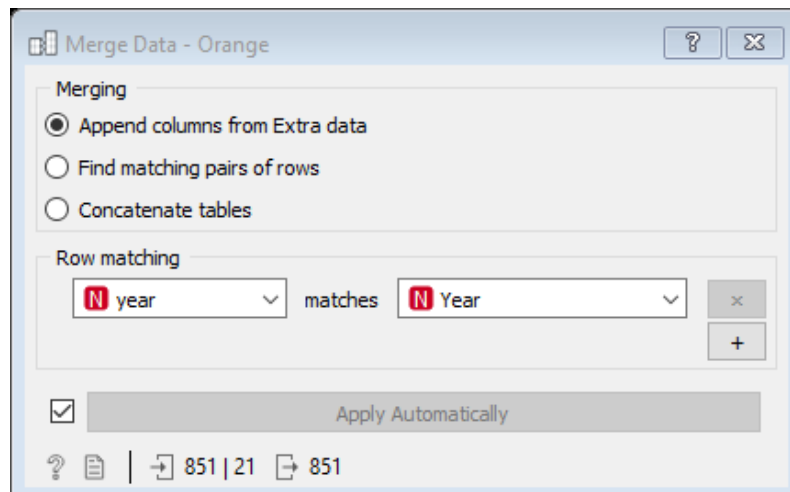 Merge Data - Orange
Merging
Append columns from Extra data
Find matching pairs of rows
Concatenate tables
Row matching
N year matches N Year ×
+
Apply Automatically
? 851 | 21 851